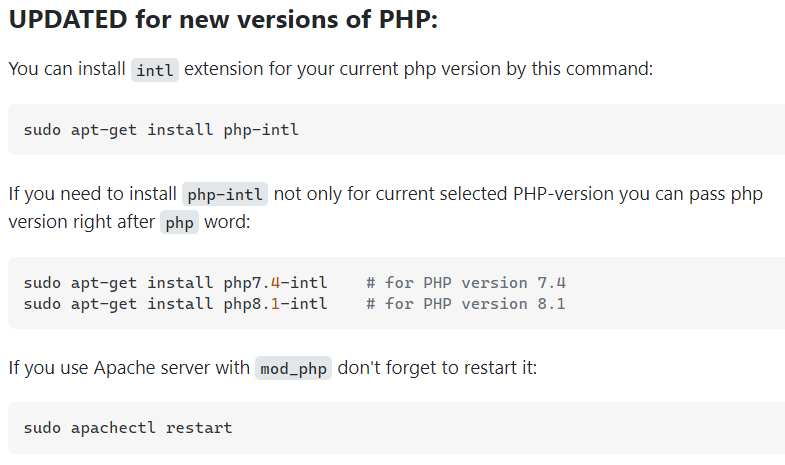 UPDATED for new versions of PHP:
You can install intl extension for your current php version by this command:
sudo apt-get install php-intl
If you need to install php-intl not only for current selected PHP-version you can pass php
version right after php word:
sudo apt-get install php7.4-intl    # for PHP version 7.4
sudo apt-get install php8.1-intl    # for PHP version 8.1
If you use Apache server with mod_php don't forget to restart it:
sudo apachectl restart